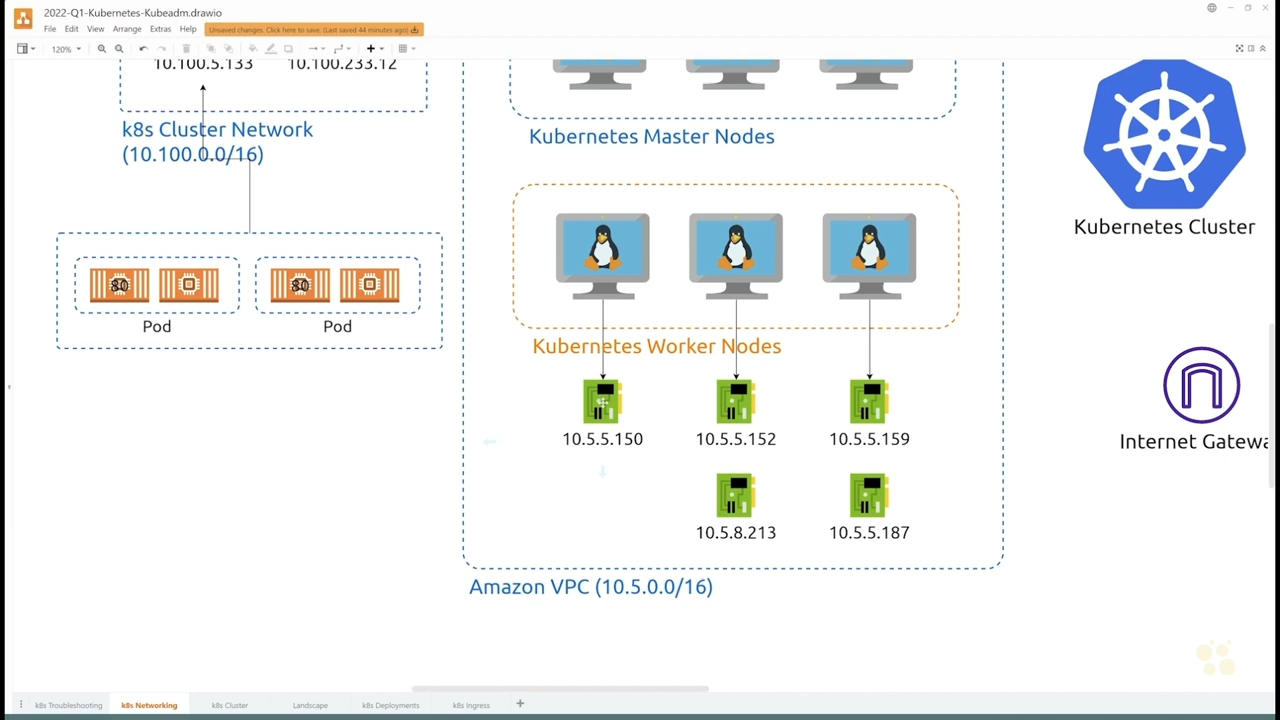 2022-Q1-Kubernetes-Kubeadm.drawio
File Edit View Arrange Extras Help Unsaved changes. Click here to save. (Last saved 44 minutes ago)
120%
10.100.5.133 10.100.233.12
k8s Cluster Network
(10.100.0.0/16)
Kubernetes Master Nodes
Kubernetes Cluster
80 80
Pod Pod
Kubernetes Worker Nodes
10.5.5.150 10.5.5.152 10.5.5.159
Internet Gatewa
10.5.8.213 10.5.5.187
Amazon VPC (10.5.0.0/16)
k8s Troubleshooting k8s Networking k8s Cluster Landscape k8s Deployments k8s Ingress